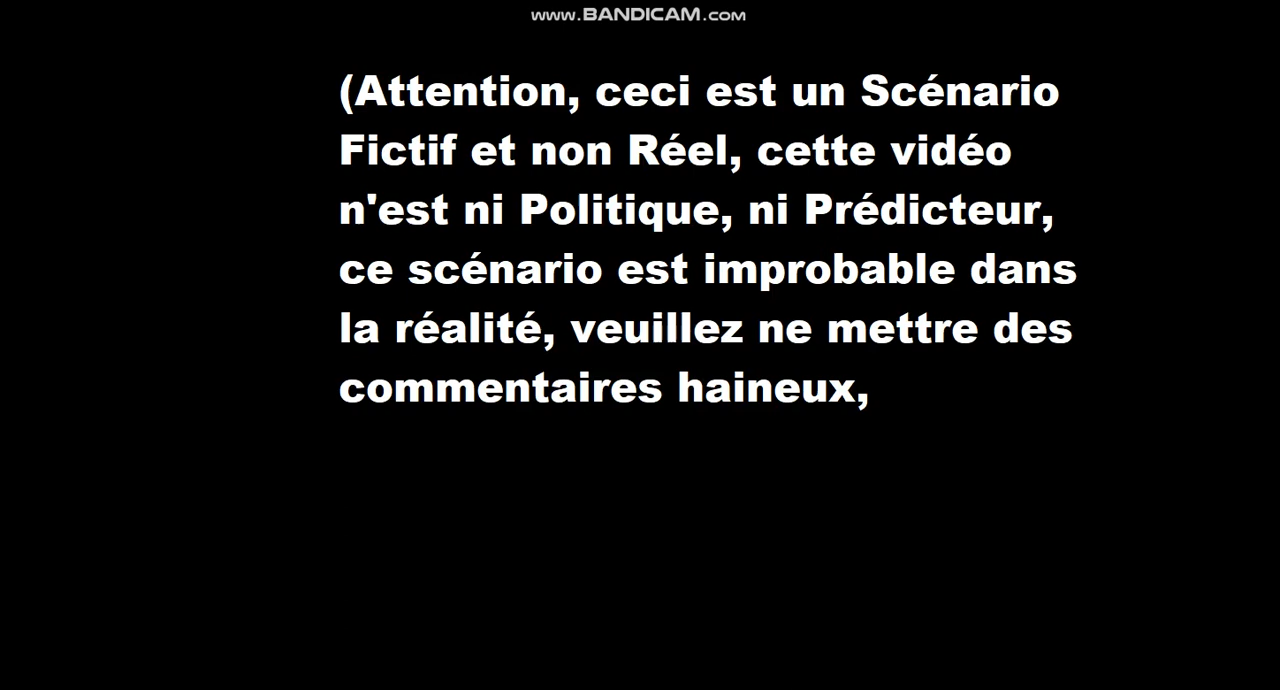 www.BANDICAM.com
(Attention, ceci est un Scénario
Fictif et non Réel, cette vidéo
n'est ni Politique, ni Prédicteur,
ce scénario est improbable dans
la réalité, veuillez ne mettre des
commentaires haineux,